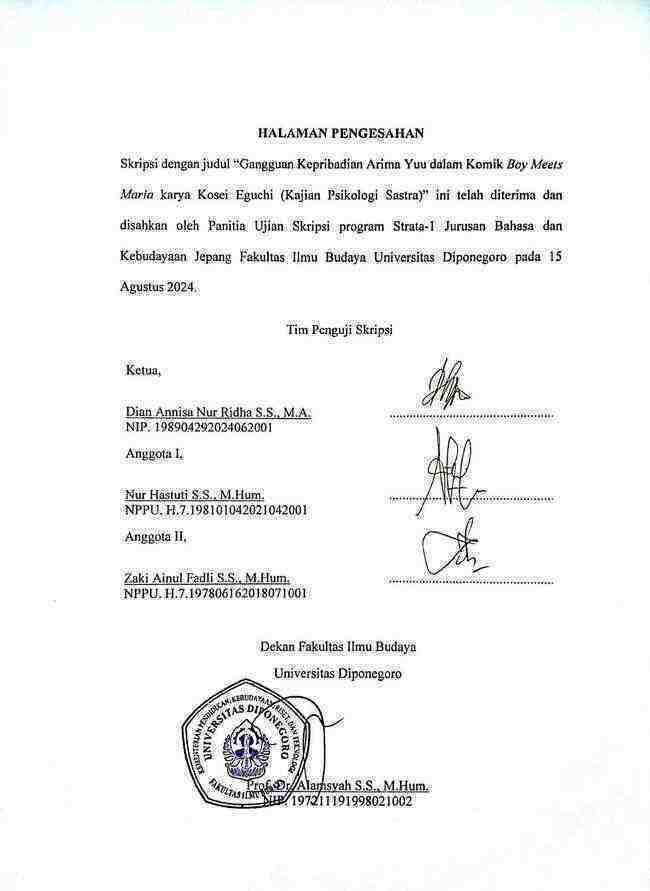 HALAMAN PENGESAHAN
Skripsi dengan judul “Gangguan Kepribadian Arima Yuu dalam Komik Boy Meets
Maria karya Kosei Eguchi (Kajian Psikologi Sastra)” ini telah diterima dan
disahkan oleh Panitia Ujian Skripsi program Strata-1 Jurusan Bahasa dan
Kebudayaan Jepang Fakultas Ilmu Budaya Universitas Diponegoro pada 15
Agustus 2024.
Tim Penguji Skripsi
Ketua,
Dian Annisa Nur Ridha S.S., M.A.
NIP. 198904292024062001
Anggota I,
Nur Hastuti S.S., M.Hum.
NPPU. H.7.198101042021042001
Anggota II,
Zaki Ainul Fadli S.S., M.Hum.
NPPU. H.7.197806162018071001
Dekan Fakultas Ilmu Budaya
Universitas Diponegoro
KEMENTERIAN PENDIDIKAN, KEBUDAYAAN, RISET, DAN TEKNOLOGI
UNIVERSITAS DIPONEGORO
FAKULTAS ILMU BUDAYA
Prof. Dr. Alamsyah S.S., M.Hum.
NIP. 197211191998021002